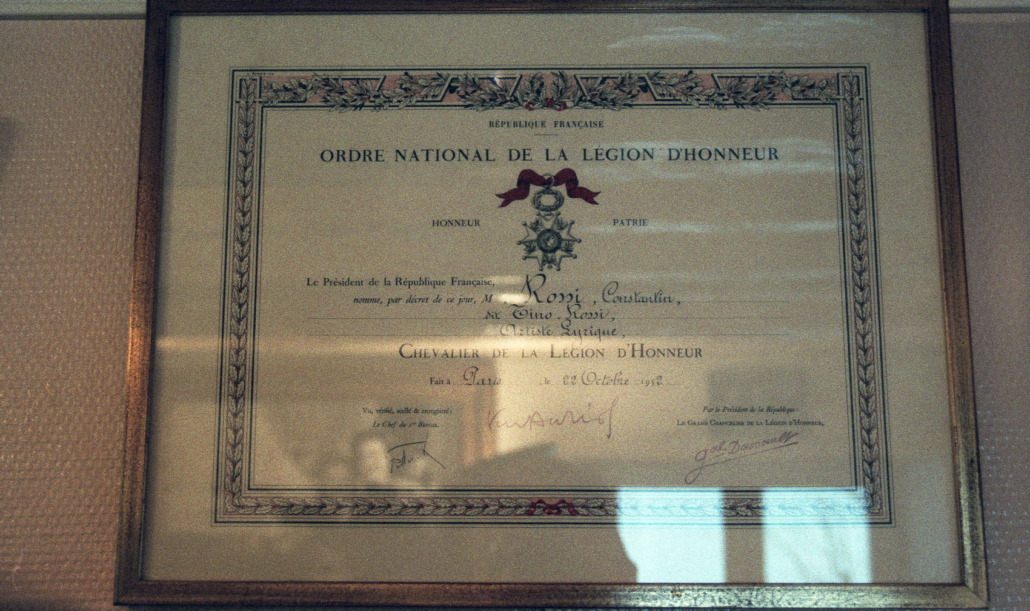 RÉPUBLIQUE FRANÇAISE
ORDRE NATIONAL DE LA LÉGION D'HONNEUR
HONNEUR PATRIE
Le Président de la République Française,
nomme, par décret de ce jour, M. Rossi, Constantin,
dit Tino-Rossi,
Artiste Lyrique,
CHEVALIER DE LA LÉGION D'HONNEUR
Fait à Paris le 22 Octobre 1952
Vu, vérifié, scellé & enregistré :
Le Chef du 1er Bureau,
Par le Président de la République :
LE GRAND CHANCELIER DE LA LÉGION D'HONNEUR,